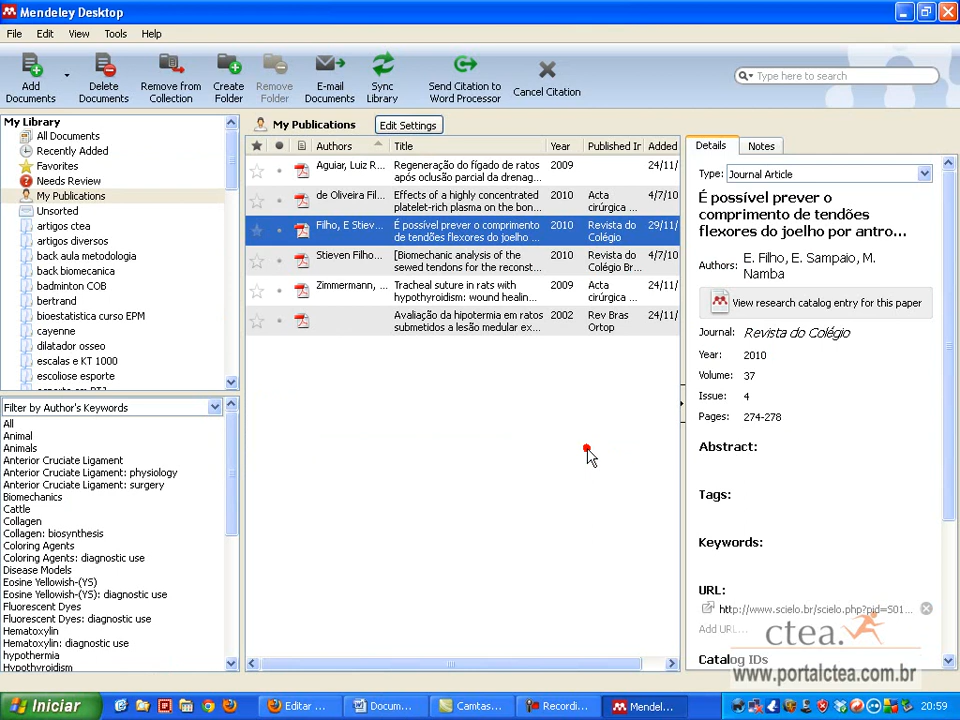 Mendeley Desktop
File Edit View Tools Help
Add Documents
Delete Documents
Remove from Collection
Create Folder
Remove Folder
E-mail Documents
Sync Library
Send Citation to Word Processor
Cancel Citation
Type here to search
My Library
All Documents
Recently Added
Favorites
Needs Review
My Publications
Unsorted
artigos ctea
artigos diversos
back aula metodologia
back biomecanica
badminton COB
bertrand
bioestatistica curso EPM
cayenne
dilatador osseo
escalas e KT 1000
escoliose esporte
Filter by Author's Keywords
All
Animal
Animals
Anterior Cruciate Ligament
Anterior Cruciate Ligament: physiology
Anterior Cruciate Ligament: surgery
Biomechanics
Cattle
Collagen
Collagen: biosynthesis
Coloring Agents
Coloring Agents: diagnostic use
Disease Models
Eosine Yellowish-(YS)
Eosine Yellowish-(YS): diagnostic use
Fluorescent Dyes
Fluorescent Dyes: diagnostic use
Hematoxylin
Hematoxylin: diagnostic use
hypothermia
Hypothyroidism
My Publications Edit Settings
Authors Title Year Published In Added
Aguiar, Luiz R... Regeneração do fígado de ratos 2009 24/11/
após oclusão parcial da drenag...
de Oliveira Fil... Effects of a highly concentrated 2010 Acta 4/7/10
platelet-rich plasma on the bon... cirúrgica ...
Filho, E Stiev... É possível prever o comprimento 2010 Revista do 29/11/
de tendões flexores do joelho ... Colégio
Stieven Filho... [Biomechanic analysis of the 2010 Revista do 4/7/10
sewed tendons for the reconst... Colégio Br...
Zimmermann, ... Tracheal suture in rats with 2009 Acta 24/11/
hypothyroidism: wound healin... cirúrgica ...
Avaliação da hipotermia em ratos 2002 Rev Bras 24/11/
submetidos a lesão medular ex... Ortop
Details Notes
Type: Journal Article
É possível prever o
comprimento de tendões
flexores do joelho por antro...
Authors: E. Filho, E. Sampaio, M.
Namba
View research catalog entry for this paper
Journal: Revista do Colégio
Year: 2010
Volume: 37
Issue: 4
Pages: 274-278
Abstract:
Tags:
Keywords:
URL:
http://www.scielo.br/scielo.php?pid=S01...
Add URL...
Catalog IDs
ctea.
www.portalctea.com.br
Iniciar
Editar ...
Docum...
Camtas...
Recordi...
Mendel...
20:59